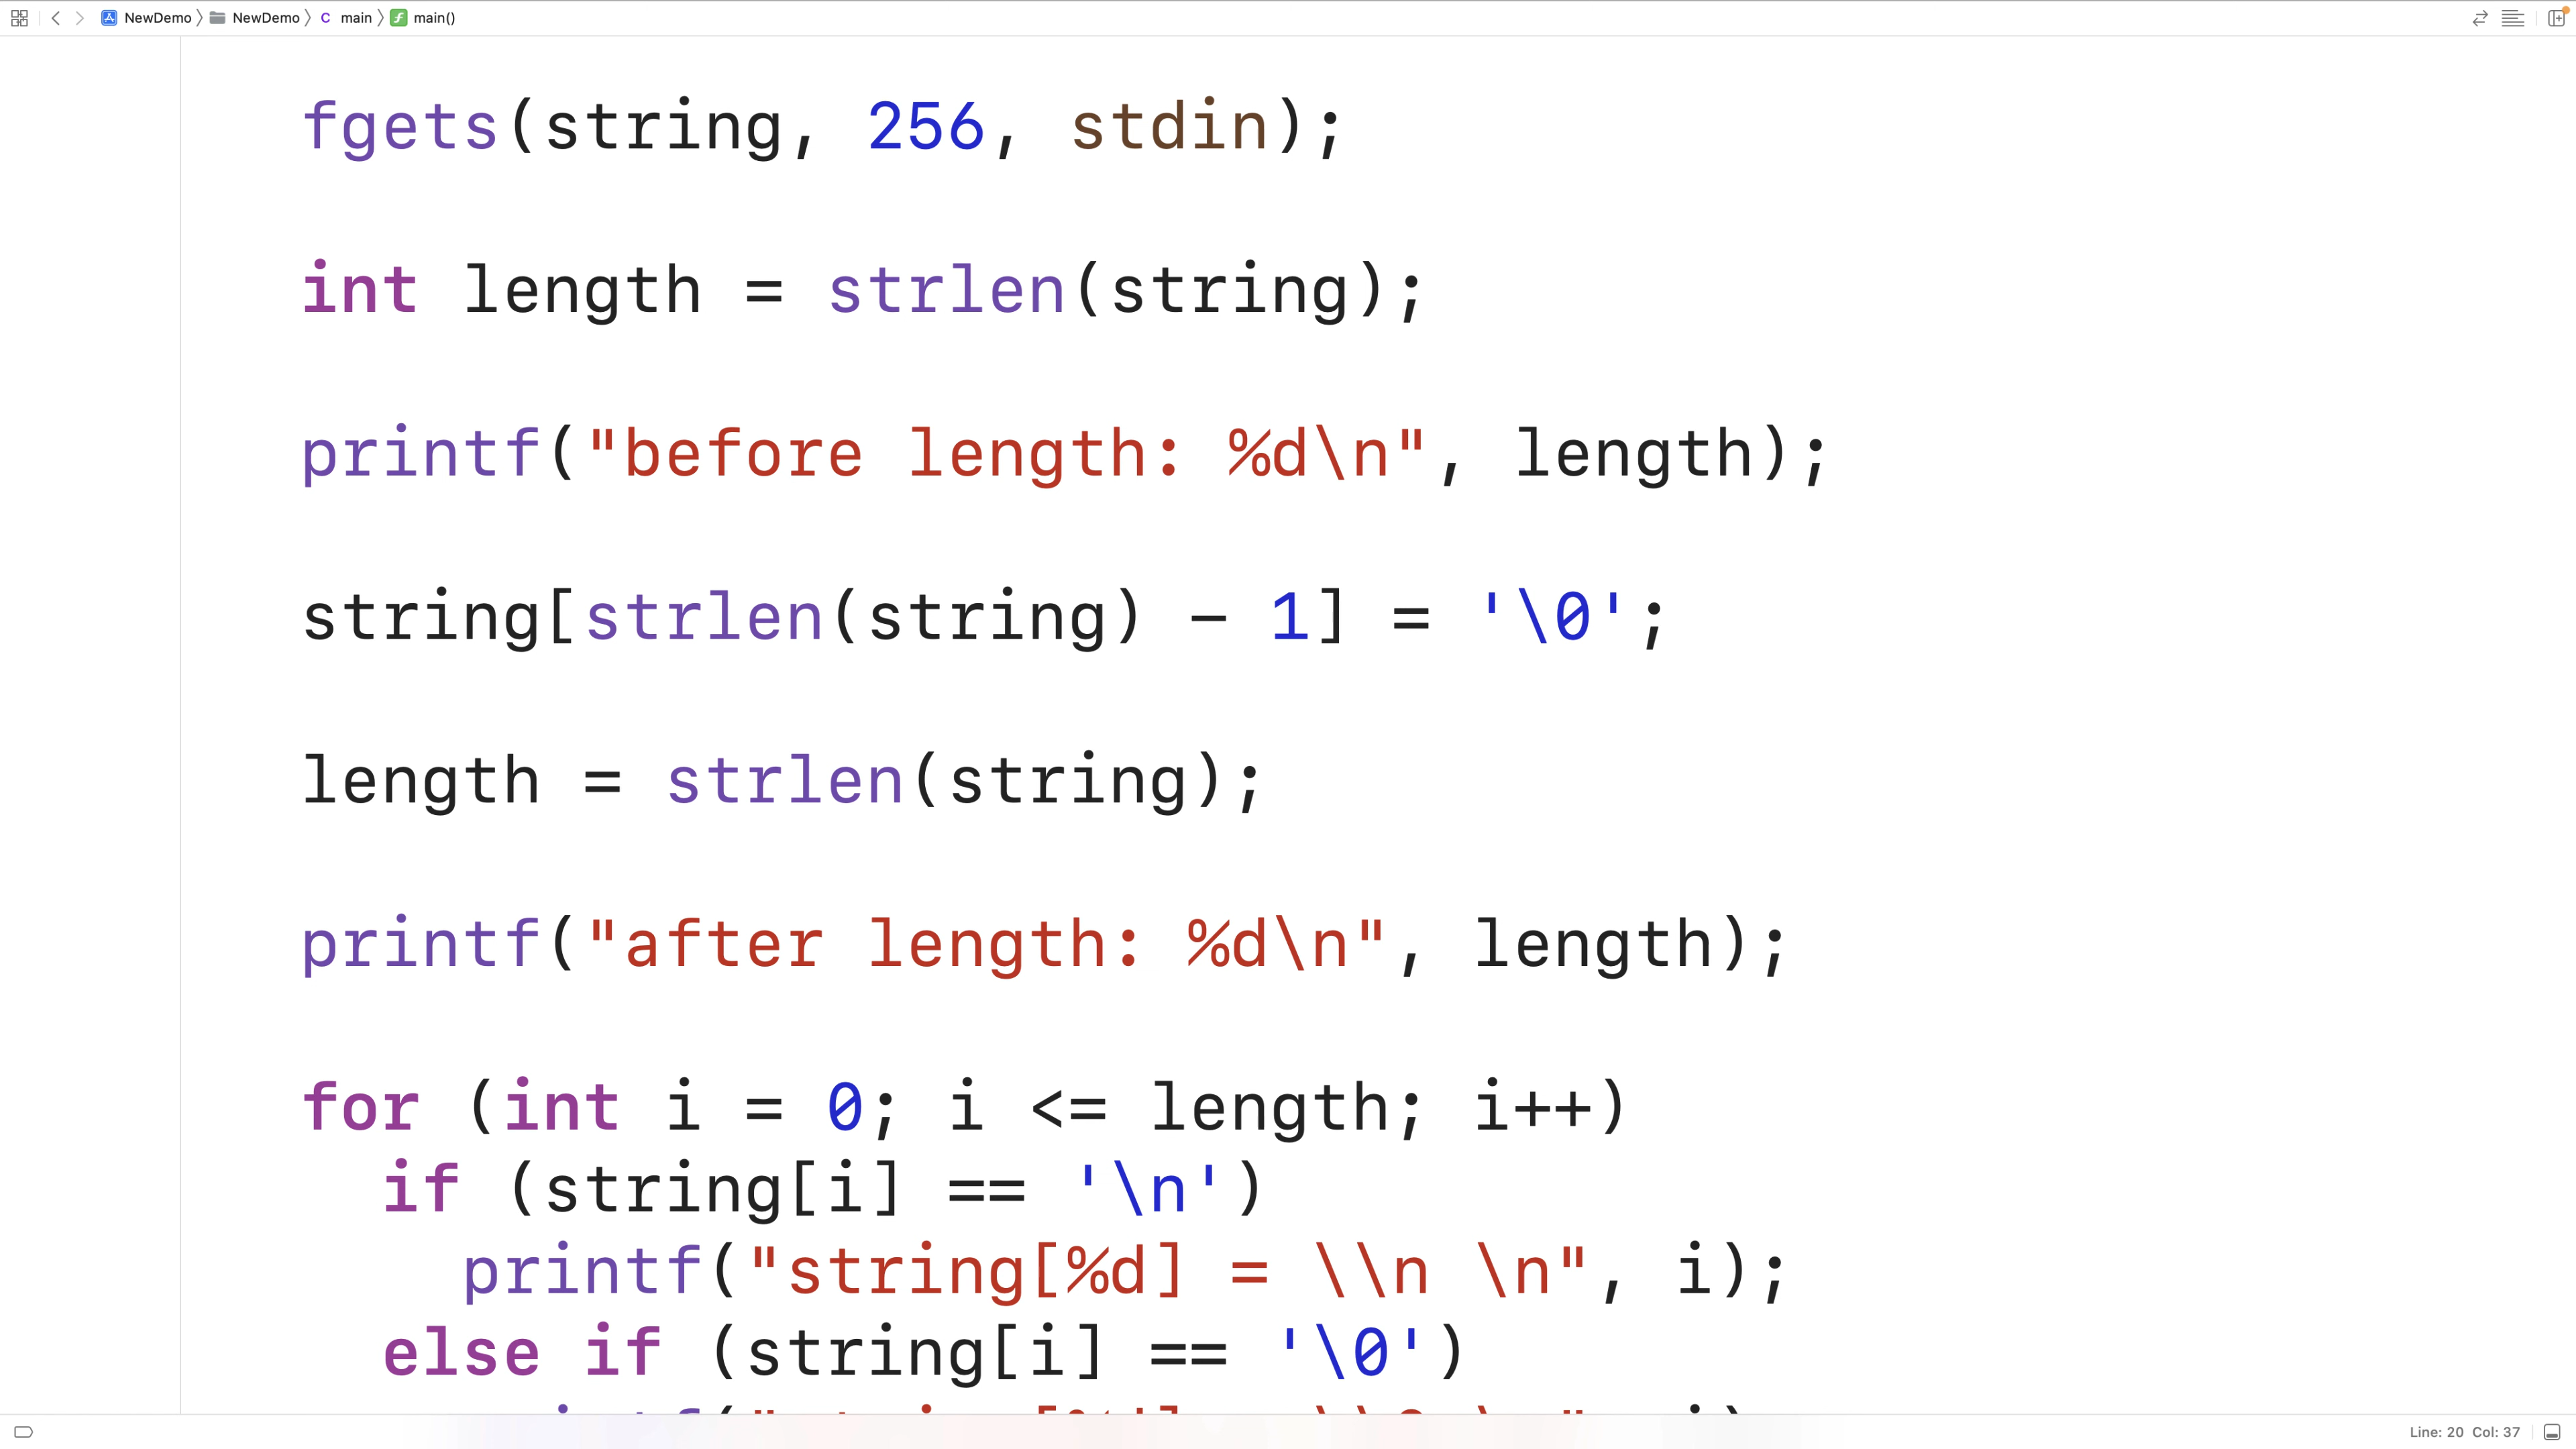 NewDemo NewDemo C main f main()
fgets(string, 256, stdin);
int length = strlen(string);
printf("before length: %d\n", length);
string[strlen(string) - 1] = '\0';
length = strlen(string);
printf("after length: %d\n", length);
for (int i = 0; i <= length; i++)
if (string[i] == '\n')
printf("string[%d] = \\n \n", i);
else if (string[i] == '\0')
Line: 20 Col: 37